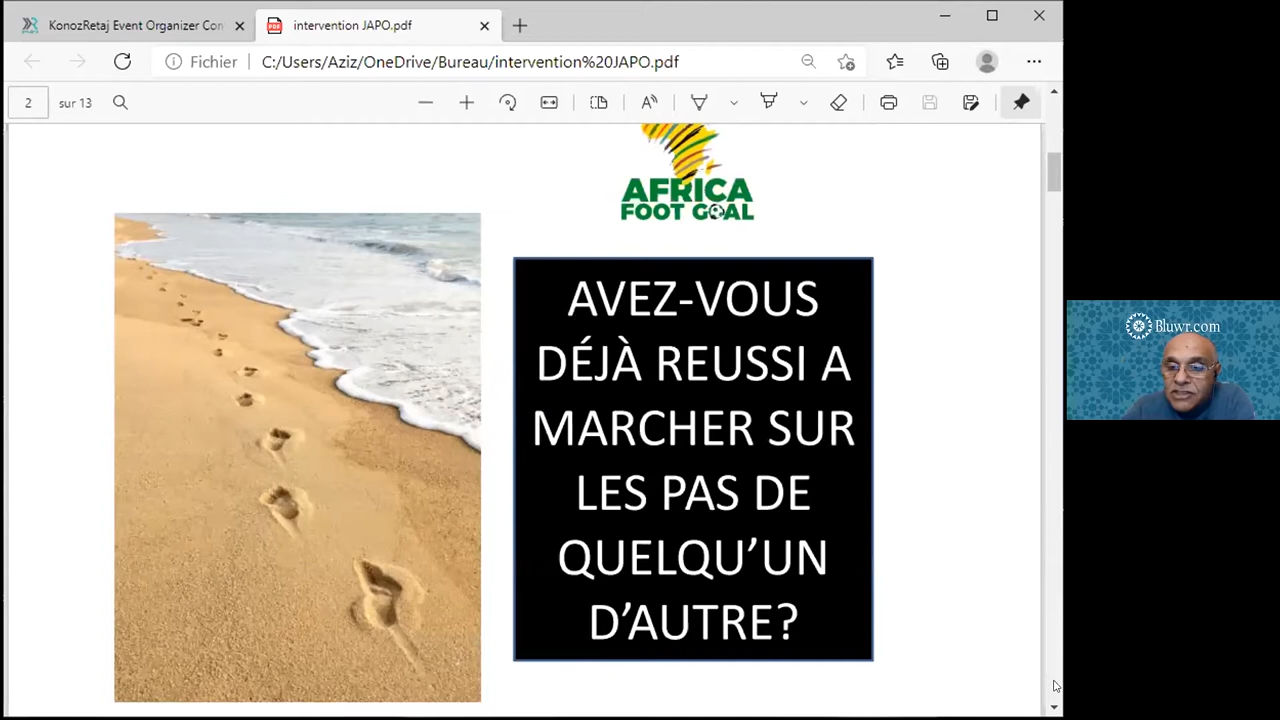 KonozRetaj Event Organizer Con
intervention JAPO.pdf
Fichier
C:/Users/Aziz/OneDrive/Bureau/intervention%20JAPO.pdf
2
sur 13
AFRICA
FOOT GOAL
AVEZ-VOUS
DÉJÀ REUSSI A
MARCHER SUR
LES PAS DE
QUELQU’UN
D’AUTRE?
Bluwr.com